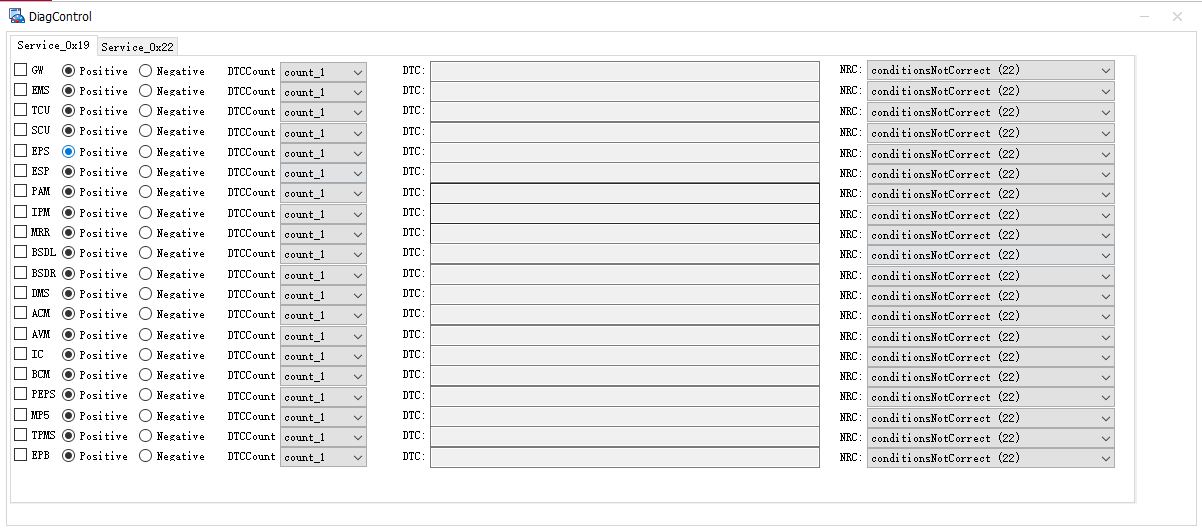 DiagControl
Service_0x19 Service_0x22
GW Positive Negative DTCCount count_1 DTC: NRC: conditionsNotCorrect (22)
EMS Positive Negative DTCCount count_1 DTC: NRC: conditionsNotCorrect (22)
TCU Positive Negative DTCCount count_1 DTC: NRC: conditionsNotCorrect (22)
SCU Positive Negative DTCCount count_1 DTC: NRC: conditionsNotCorrect (22)
EPS Positive Negative DTCCount count_1 DTC: NRC: conditionsNotCorrect (22)
ESP Positive Negative DTCCount count_1 DTC: NRC: conditionsNotCorrect (22)
PAM Positive Negative DTCCount count_1 DTC: NRC: conditionsNotCorrect (22)
IPM Positive Negative DTCCount count_1 DTC: NRC: conditionsNotCorrect (22)
MRR Positive Negative DTCCount count_1 DTC: NRC: conditionsNotCorrect (22)
BSDL Positive Negative DTCCount count_1 DTC: NRC: conditionsNotCorrect (22)
BSDR Positive Negative DTCCount count_1 DTC: NRC: conditionsNotCorrect (22)
DMS Positive Negative DTCCount count_1 DTC: NRC: conditionsNotCorrect (22)
ACM Positive Negative DTCCount count_1 DTC: NRC: conditionsNotCorrect (22)
AVM Positive Negative DTCCount count_1 DTC: NRC: conditionsNotCorrect (22)
IC Positive Negative DTCCount count_1 DTC: NRC: conditionsNotCorrect (22)
BCM Positive Negative DTCCount count_1 DTC: NRC: conditionsNotCorrect (22)
PEPS Positive Negative DTCCount count_1 DTC: NRC: conditionsNotCorrect (22)
MP5 Positive Negative DTCCount count_1 DTC: NRC: conditionsNotCorrect (22)
TPMS Positive Negative DTCCount count_1 DTC: NRC: conditionsNotCorrect (22)
EPB Positive Negative DTCCount count_1 DTC: NRC: conditionsNotCorrect (22)